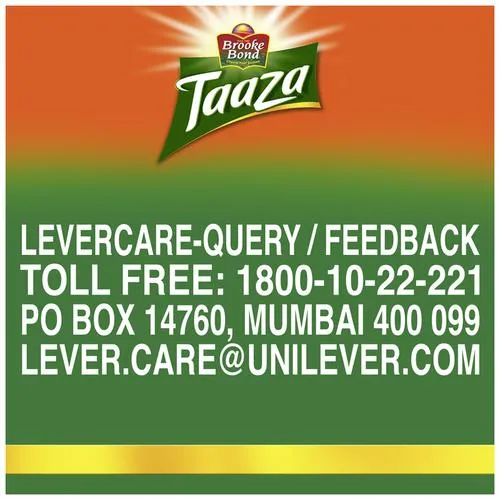 Brooke
Bond
Taaza
LEVERCARE-QUERY / FEEDBACK
TOLL FREE: 1800-10-22-221
PO BOX 14760, MUMBAI 400 099
LEVER.CARE@UNILEVER.COM